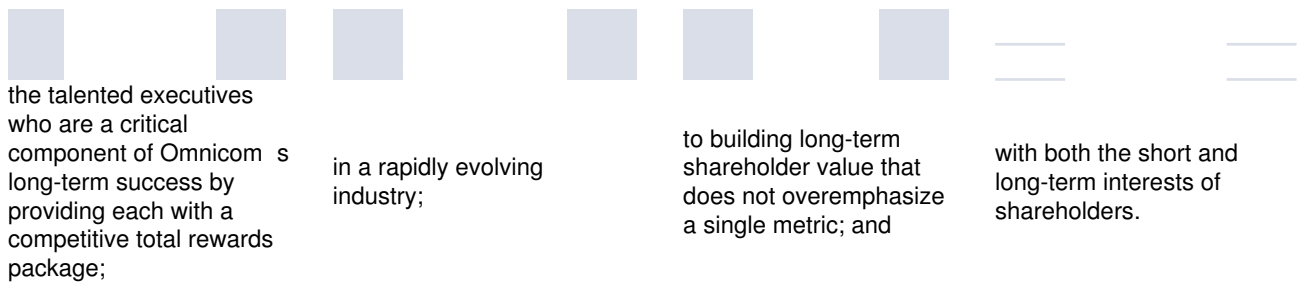 the talented executives
who are a critical
component of Omnicom s
long-term success by
providing each with a
competitive total rewards
package;
in a rapidly evolving
industry;
to building long-term
shareholder value that
does not overemphasize
a single metric; and
with both the short and
long-term interests of
shareholders.